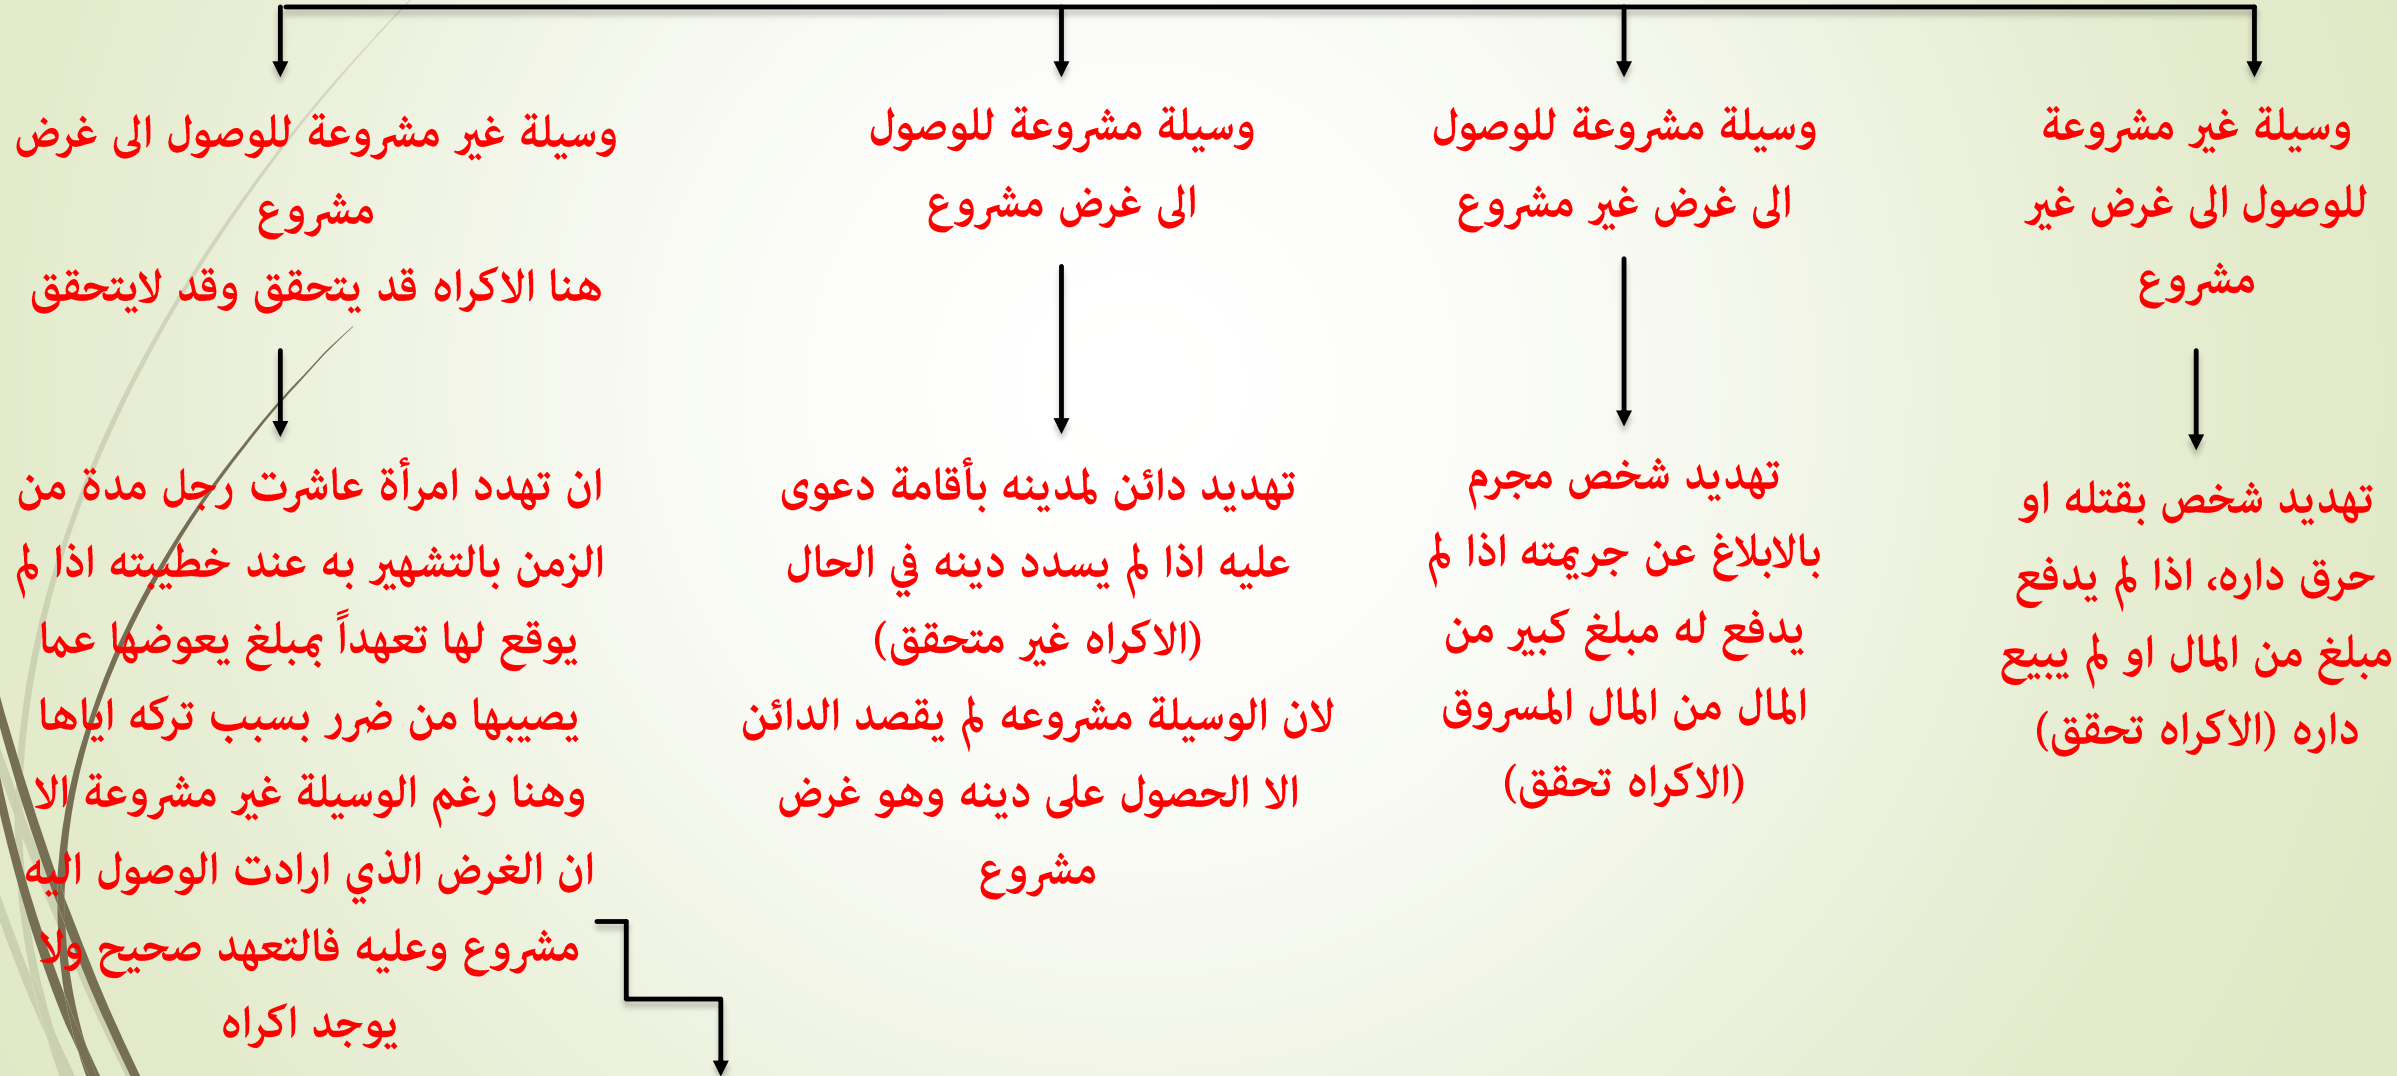 وسيلة غير مشروعة
للوصول الى غرض غير
مشروع
تهديد شخص بقتله او
حرق داره، اذا لم يدفع
مبلغ من المال او لم يبيع
داره (الاكراه تحقق)
وسيلة مشروعة للوصول
الى غرض غير مشروع
تهديد شخص مجرم
بالابلاغ عن جريمته اذا لم
يدفع له مبلغ كبير من
المال من المال المسروق
(الاكراه تحقق)
وسيلة مشروعة للوصول
الى غرض مشروع
تهديد دائن لمدينه بأقامة دعوى
عليه اذا لم يسدد دينه في الحال
(الاكراه غير متحقق)
لان الوسيلة مشروعه لم يقصد الدائن
الا الحصول على دينه وهو غرض
مشروع
وسيلة غير مشروعة للوصول الى غرض
مشروع
هنا الاكراه قد يتحقق وقد لايتحقق
ان تهدد امرأة عاشرت رجل مدة من
الزمن بالتشهير به عند خطيبته اذا لم
يوقع لها تعهداً بمبلغ يعوضها عما
يصيبها من ضرر بسبب تركه اياها
وهنا رغم الوسيلة غير مشروعة الا
ان الغرض الذي ارادت الوصول اليه
مشروع وعليه فالتعهد صحيح ولا
يوجد اكراه